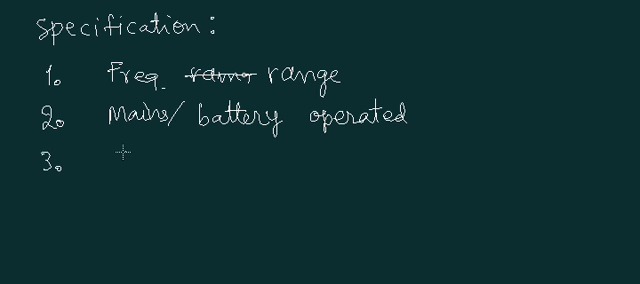 Specification:
1. Freq. range
2. Mains/ battery operated
3.